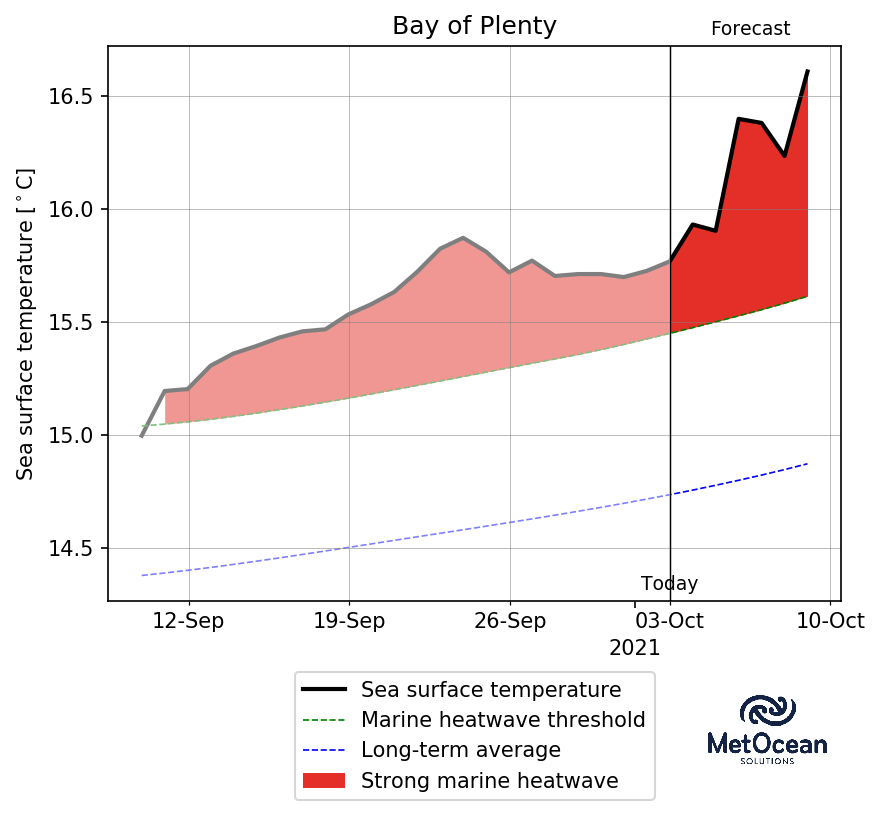 Bay of Plenty
Forecast
Sea surface temperature [°C]
16.5
16.0
15.5
15.0
14.5
Today
12-Sep 19-Sep 26-Sep 03-Oct 10-Oct
2021
Sea surface temperature
Marine heatwave threshold
Long-term average
Strong marine heatwave
MetOcean
SOLUTIONS